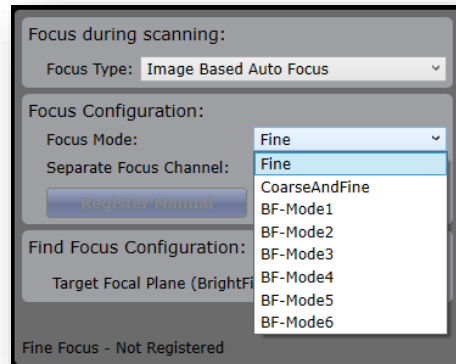 Focus during scanning:
Focus Type: Image Based Auto Focus
Focus Configuration:
Focus Mode: Fine
Separate Focus Channel:
Fine
CoarseAndFine
BF-Mode1
BF-Mode2
BF-Mode3
BF-Mode4
BF-Mode5
BF-Mode6
Register Manual
Find Focus Configuration:
Target Focal Plane (BrightFi
Fine Focus - Not Registered